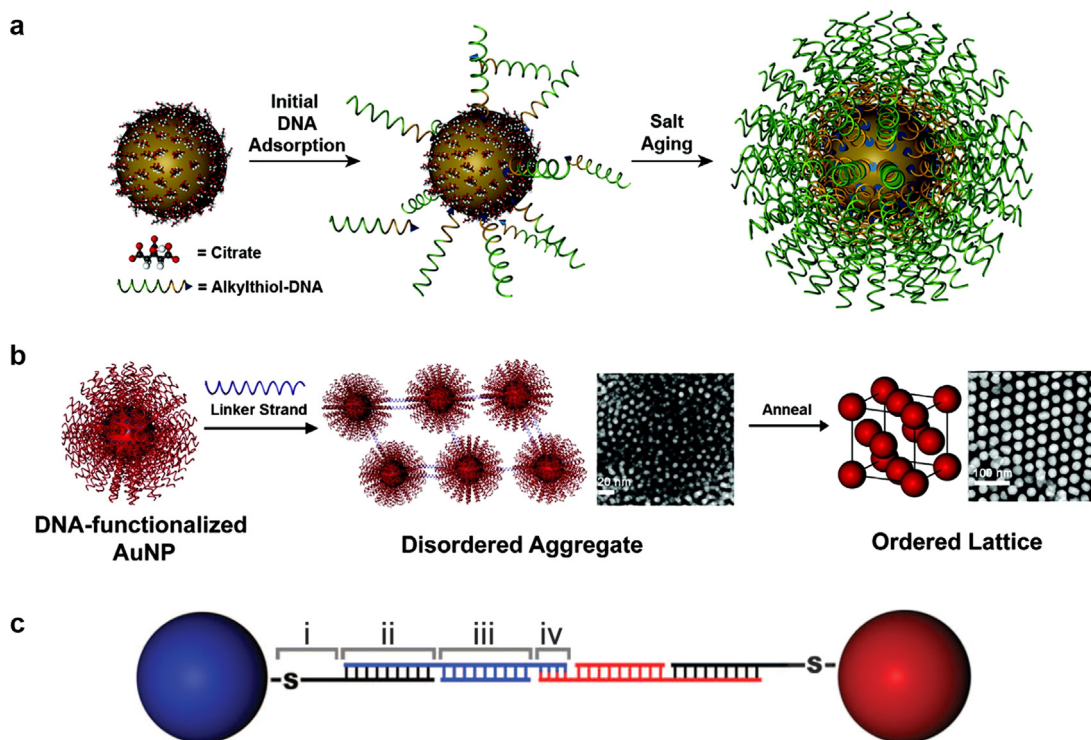 a
Initial
DNA
Adsorption
Salt
Aging
= Citrate
= Alkylthiol-DNA
b
Linker Strand
Anneal
20 nm
100 nm
DNA-functionalized
AuNP
Disordered Aggregate
Ordered Lattice
c
i ii iii iv
S S